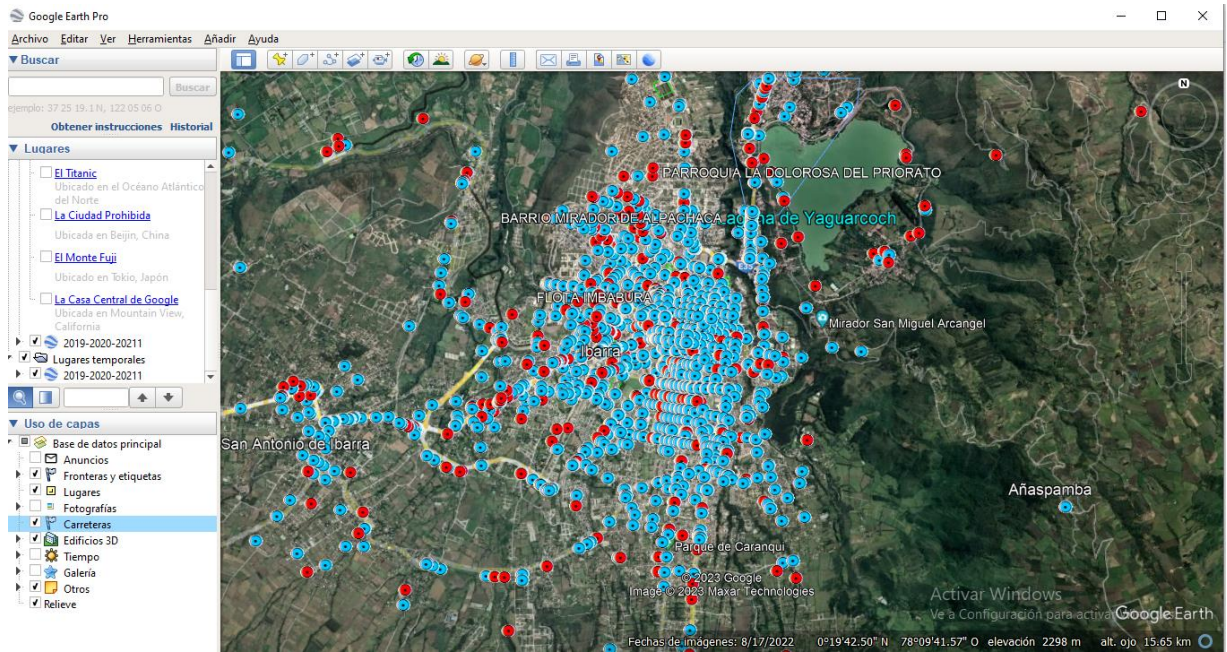 Google Earth Pro
Archivo Editar Ver Herramientas Añadir Ayuda
Buscar
Buscar
ejemplo: 37 25 19.1 N, 122 05 06 O
Obtener instrucciones Historial
Lugares
El Titanic
Ubicado en el Océano Atlántico
del Norte
La Ciudad Prohibida
Ubicada en Beijin, China
El Monte Fuji
Ubicado en Tokio, Japón
La Casa Central de Google
Ubicada en Mountain View,
California
2019-2020-20211
Lugares temporales
2019-2020-20211
Uso de capas
Base de datos principal
Anuncios
Fronteras y etiquetas
Lugares
Fotografías
Carreteras
Edificios 3D
Tiempo
Galería
Otros
Relieve
N
PARROQUIA LA DOLOROSA DEL PRIORATO
BARRIO MIRADOR DE ALPACHACA
de Yaguarcoch
E35
FLOTA IMBABURA
Mirador San Miguel Arcangel
Ibarra
San Antonio de Ibarra
Añaspamba
Parque de Caranqui
© 2023 Google
Image © 2023 Maxar Technologies
Activar Windows
Ve a Configuración para activar
Google Earth
Fechas de imágenes: 8/17/2022 0°19'42.50" N 78°09'41.57" O elevación 2298 m alt. ojo 15.65 km